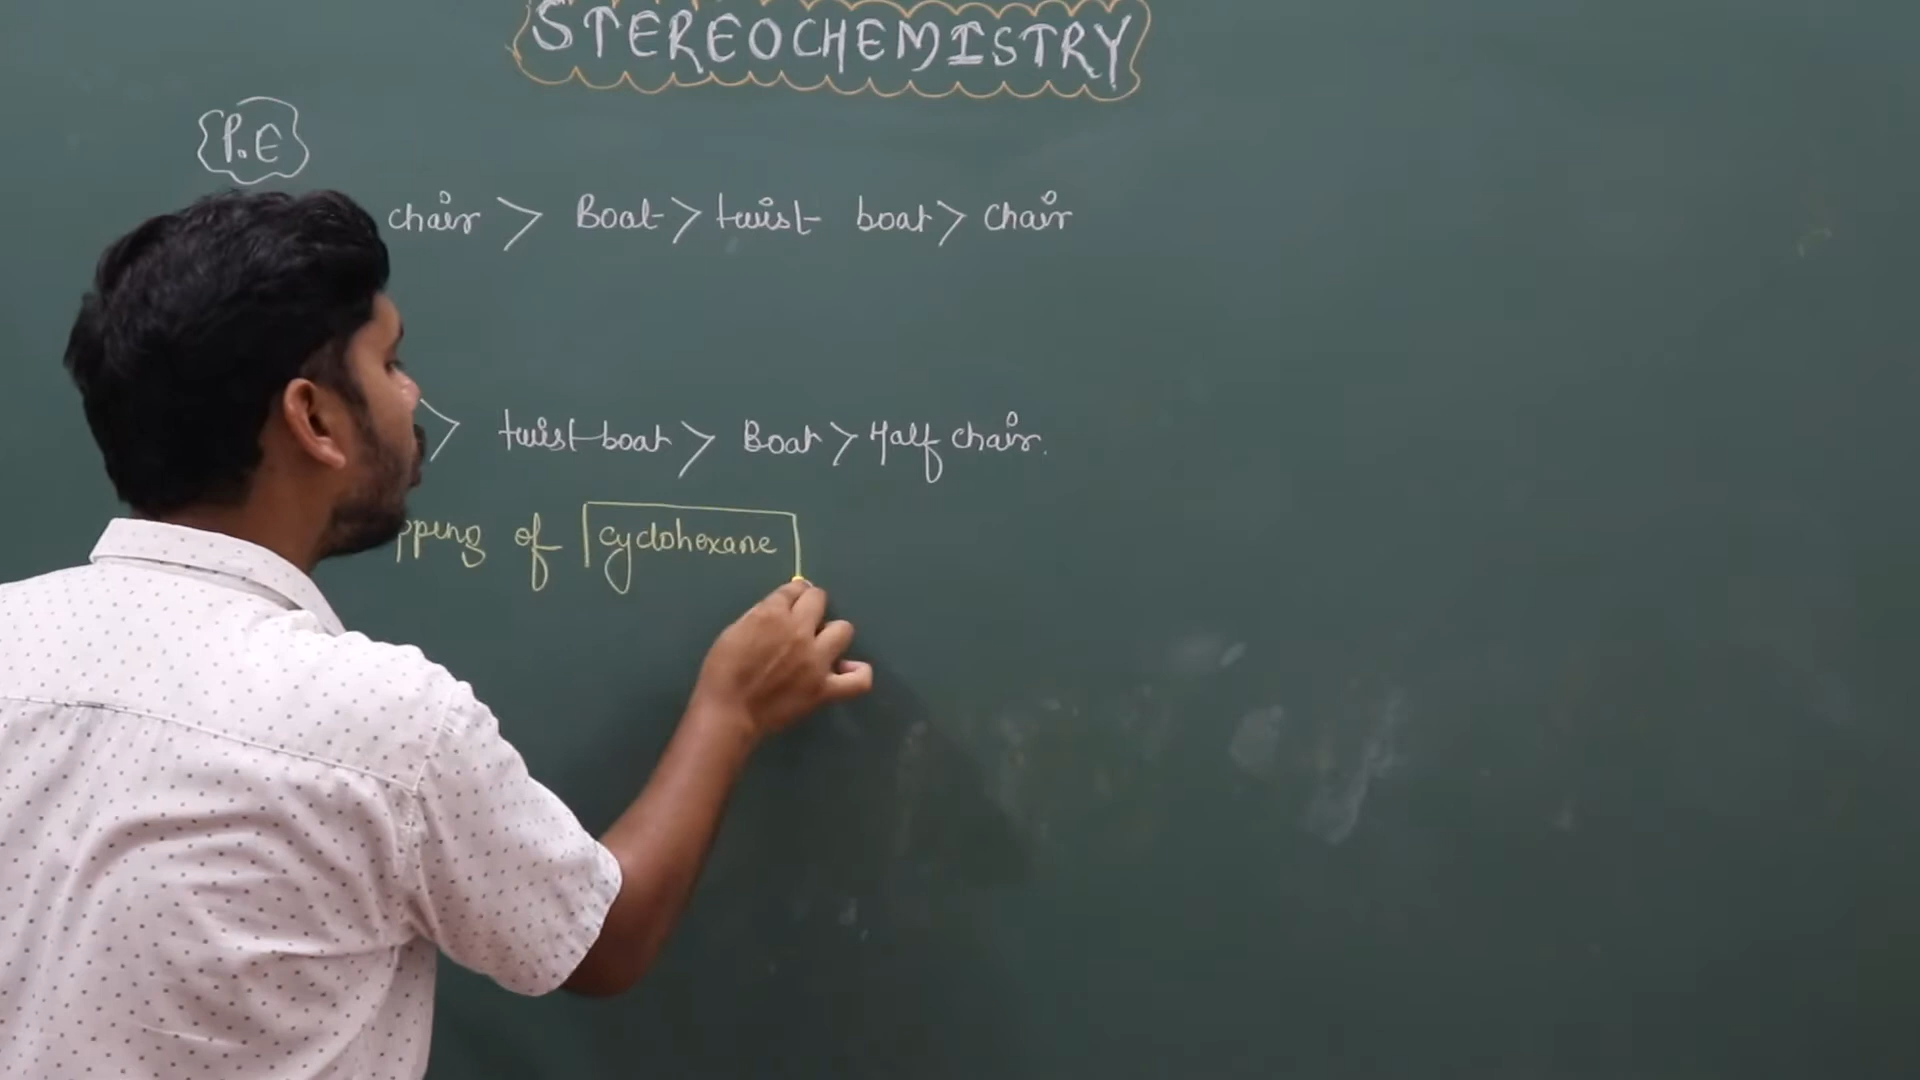 STEREOCHEMISTRY
P.E
chair > Boat > twist boat > Chair
> twist boat > Boat > Half chair.
pping of cyclohexane